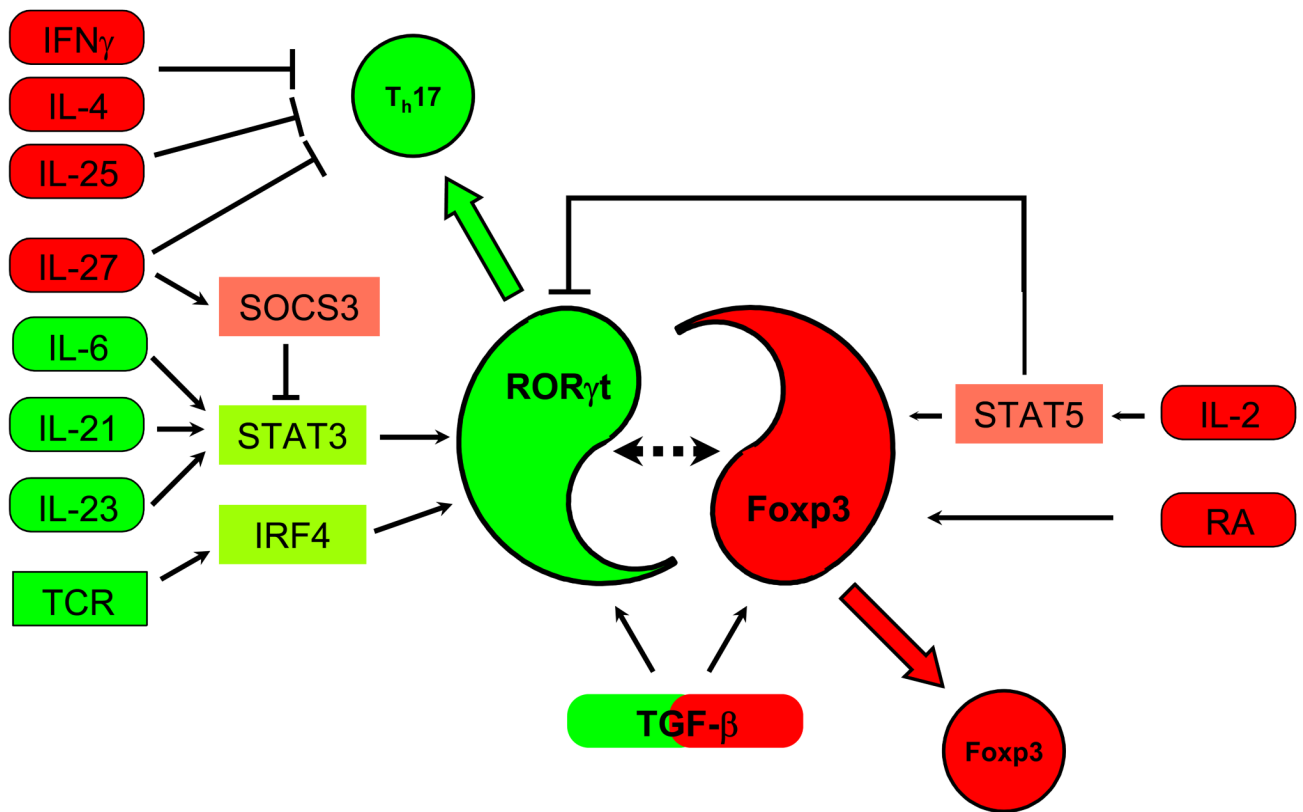 IFNγ
IL-4
IL-25
IL-27
IL-6
IL-21
IL-23
TCR
SOCS3
STAT3
IRF4
Th17
RORγt
Foxp3
STAT5
IL-2
RA
TGF-β
Foxp3